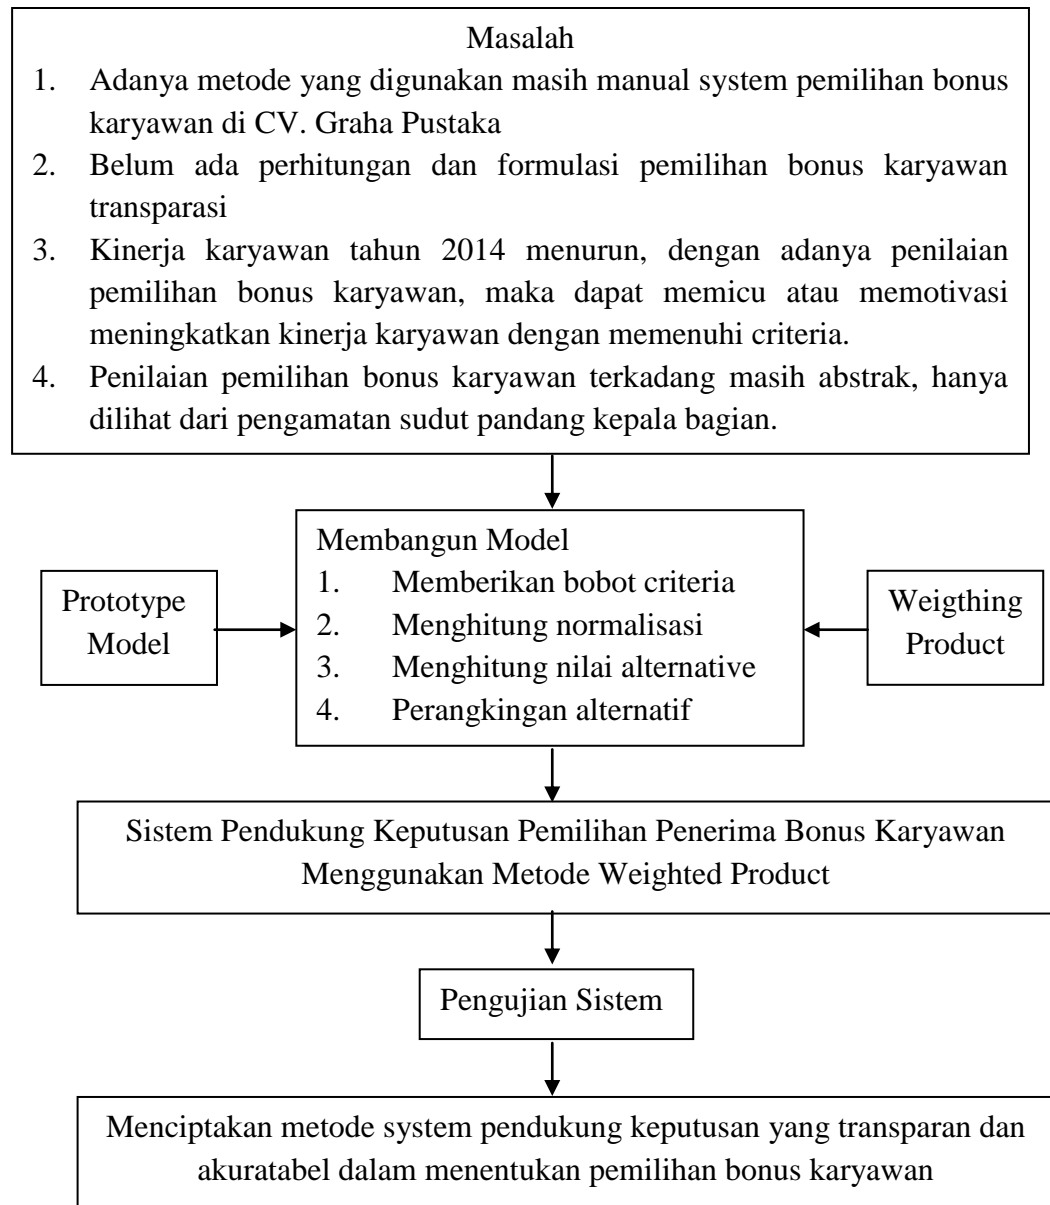 Masalah
1. Adanya metode yang digunakan masih manual system pemilihan bonus
karyawan di CV. Graha Pustaka
2. Belum ada perhitungan dan formulasi pemilihan bonus karyawan
transparasi
3. Kinerja karyawan tahun 2014 menurun, dengan adanya penilaian
pemilihan bonus karyawan, maka dapat memicu atau memotivasi
meningkatkan kinerja karyawan dengan memenuhi criteria.
4. Penilaian pemilihan bonus karyawan terkadang masih abstrak, hanya
dilihat dari pengamatan sudut pandang kepala bagian.
Prototype
Model
Membangun Model
1. Memberikan bobot criteria
2. Menghitung normalisasi
3. Menghitung nilai alternative
4. Perangkingan alternatif
Weigthing
Product
Sistem Pendukung Keputusan Pemilihan Penerima Bonus Karyawan
Menggunakan Metode Weighted Product
Pengujian Sistem
Menciptakan metode system pendukung keputusan yang transparan dan
akuratabel dalam menentukan pemilihan bonus karyawan